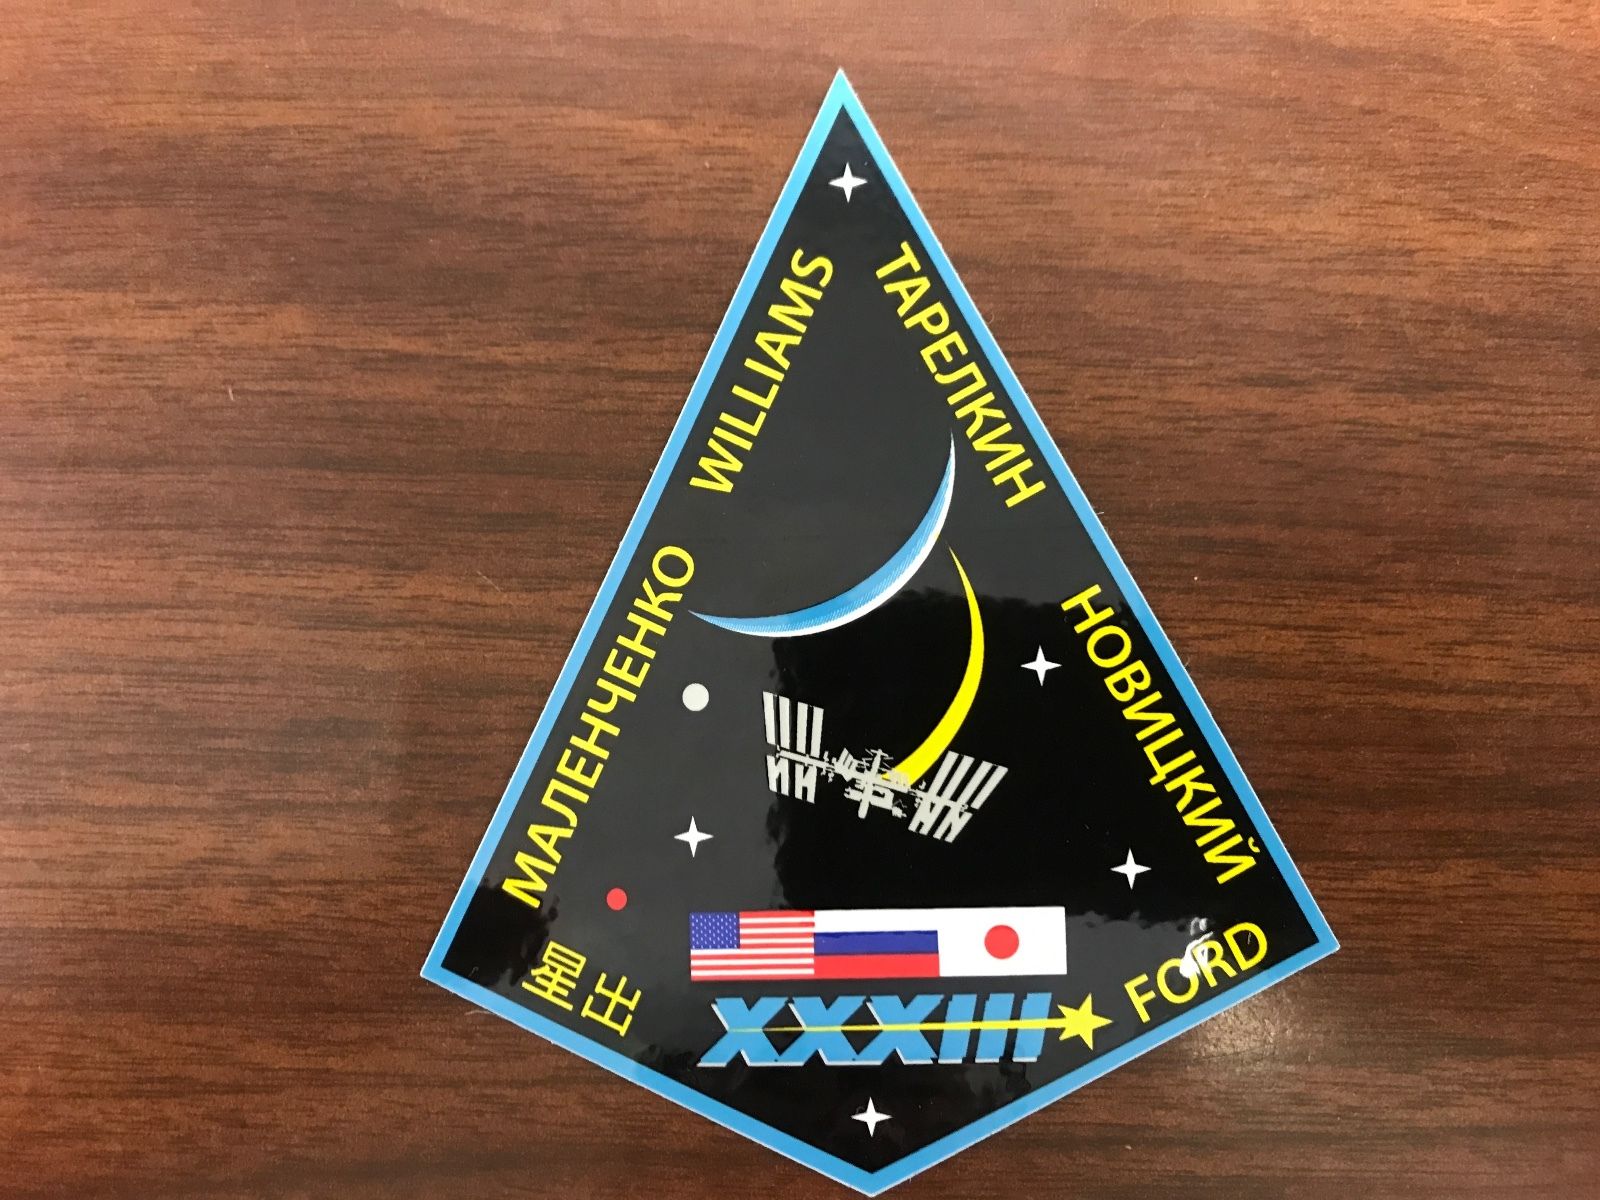 WILLIAMS
ТАРЕЛКИН
МАЛЕНЧЕНКО
НОВИЦКИЙ
星出
FORD
XXXIII